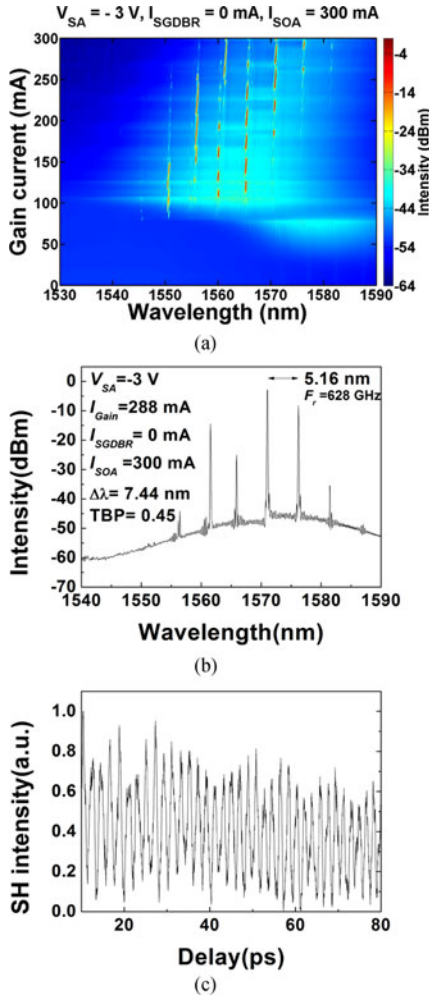 V_SA = - 3 V, I_SGDBR = 0 mA, I_SOA = 300 mA
Gain current (mA)
300
250
200
150
100
50
0
1530 1540 1550 1560 1570 1580 1590
Wavelength (nm)
-4
-14
-24
-34
-44
-54
-64
Intensity (dBm)
(a)
Intensity(dBm)
0
-10
-20
-30
-40
-50
-60
-70
V_SA =-3 V
I_Gain =288 mA
I_SGDBR = 0 mA
I_SOA = 300 mA
Δλ= 7.44 nm
TBP= 0.45
5.16 nm
F_r =628 GHz
1540 1550 1560 1570 1580 1590
Wavelength(nm)
(b)
SH intensity(a.u.)
1.0
0.8
0.6
0.4
0.2
0.0
20 40 60 80
Delay(ps)
(c)